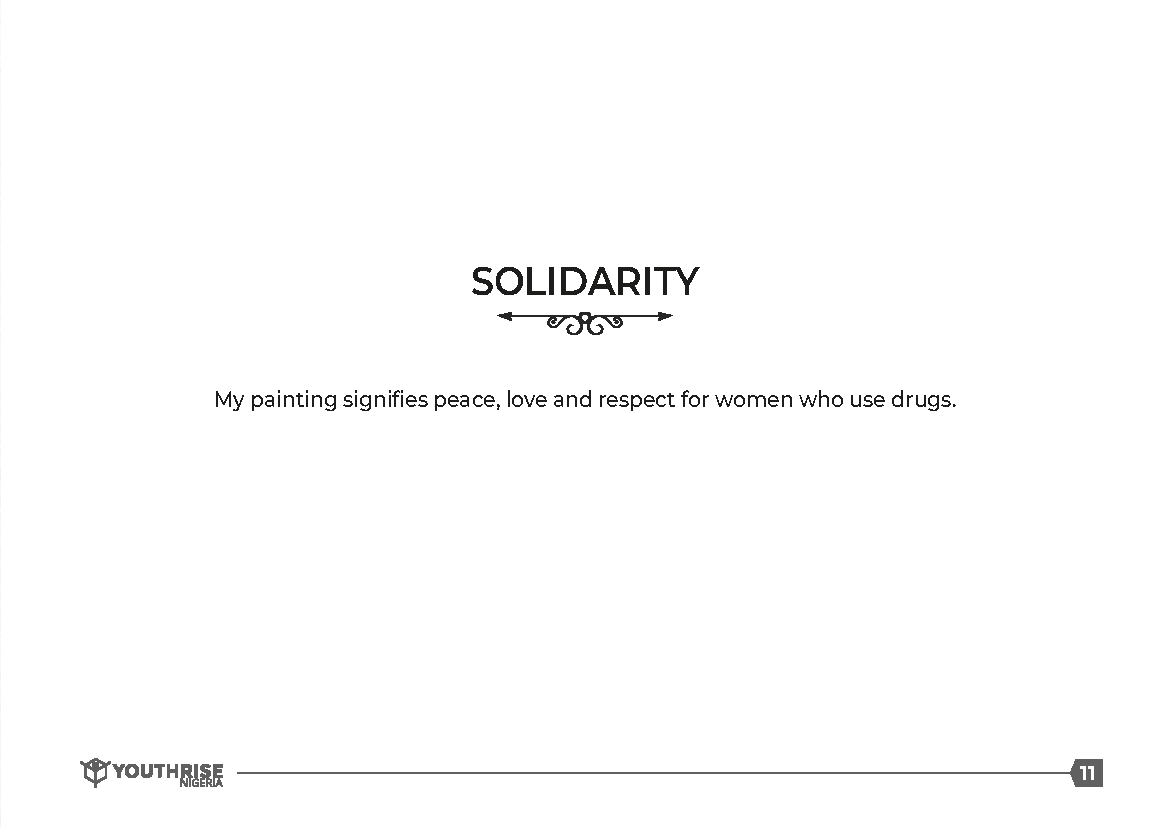 SOLIDARITY
My painting signifies peace, love and respect for women who use drugs.
YOUTHRISE
NIGERIA
11